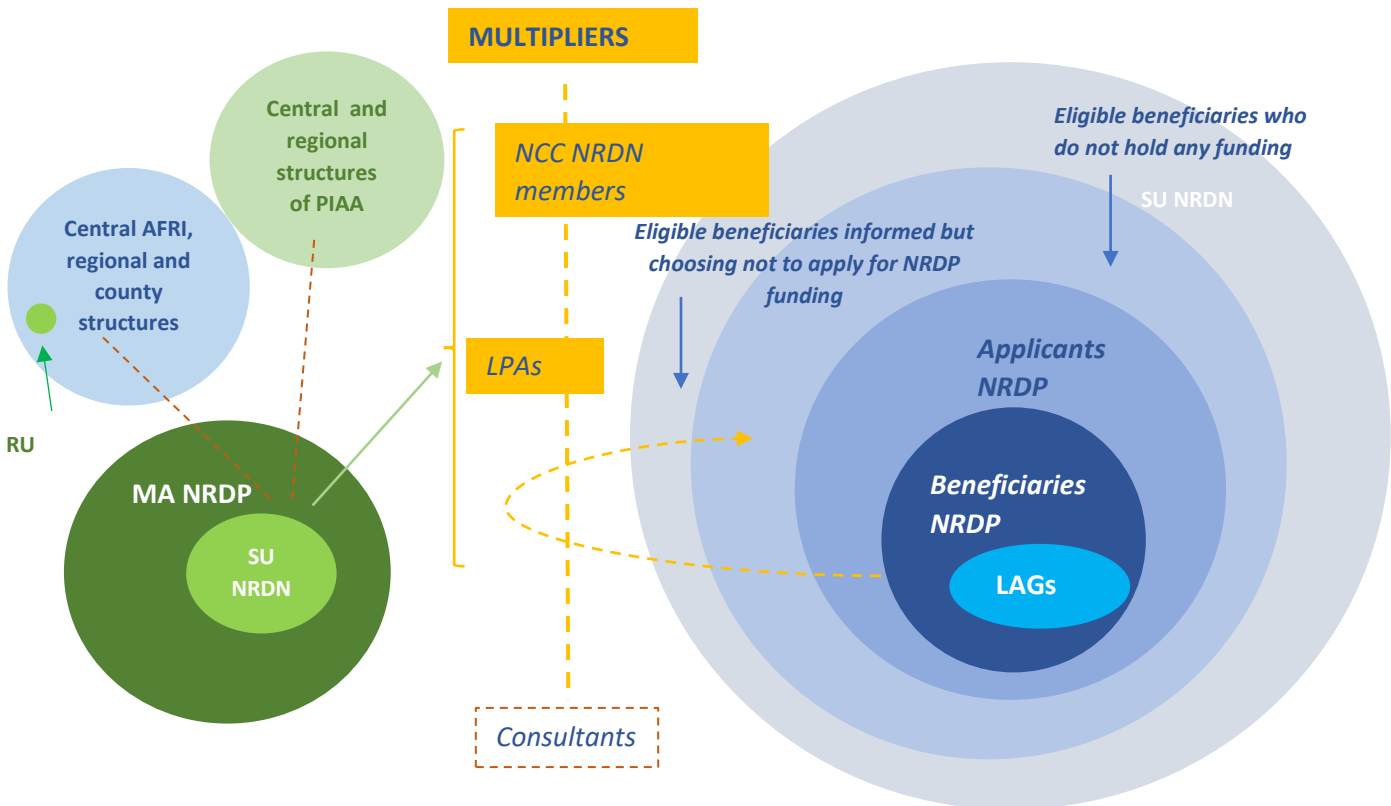 MULTIPLIERS
Central and
regional
structures
of PIAA
Central AFRI,
regional and
county
structures
RU
MA NRDP
SU
NRDN
NCC NRDN
members
LPAs
Consultants
Eligible beneficiaries who
do not hold any funding
SU NRDN
Eligible beneficiaries informed but
choosing not to apply for NRDP
funding
Applicants
NRDP
Beneficiaries
NRDP
LAGs